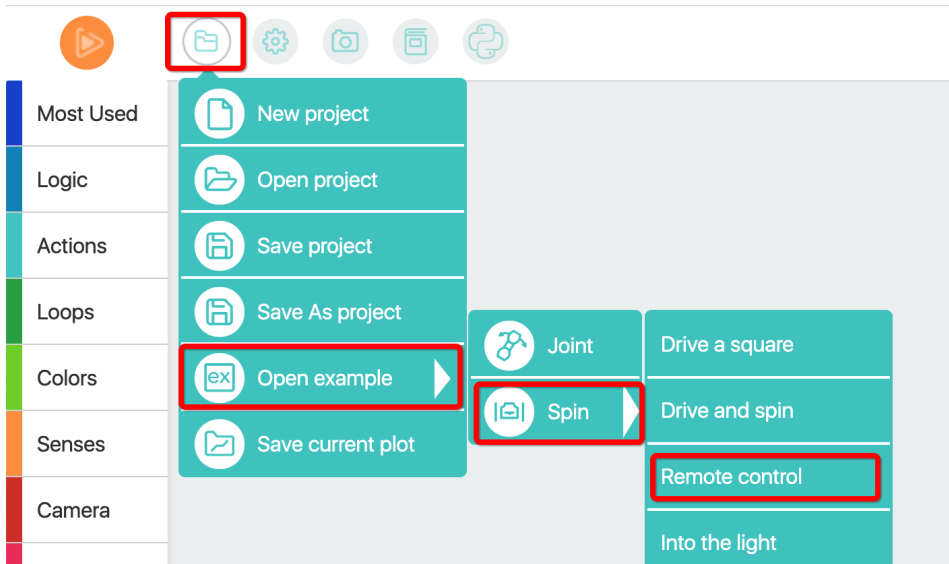 Most Used
Logic
Actions
Loops
Colors
Senses
Camera
New project
Open project
Save project
Save As project
ex
Open example
Save current plot
Joint
Spin
Drive a square
Drive and spin
Remote control
Into the light